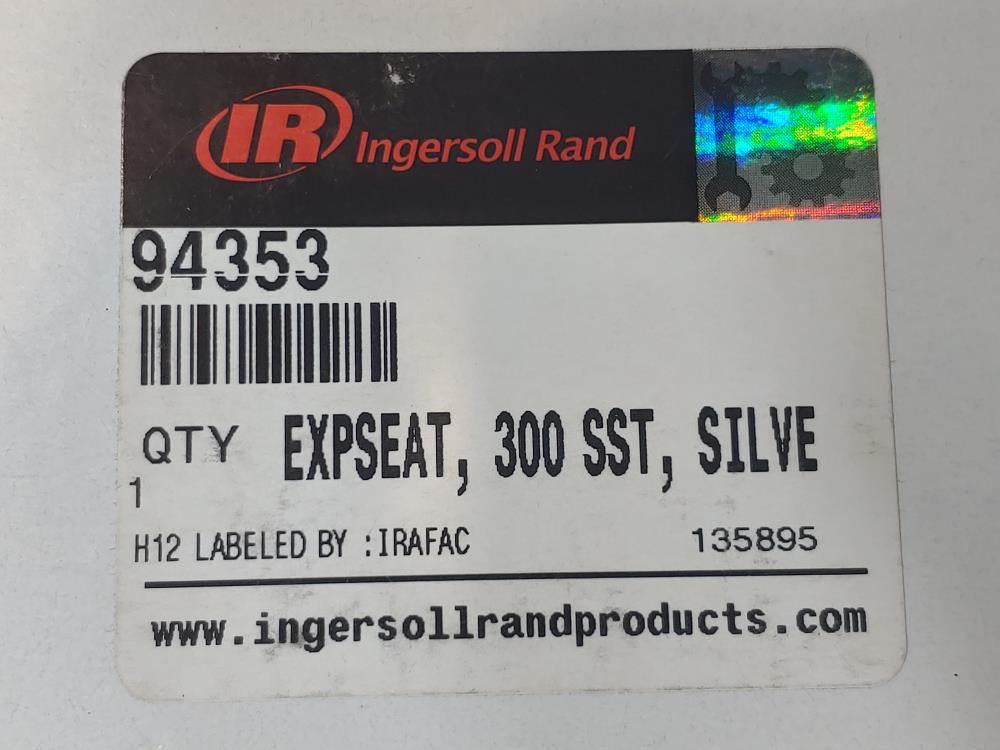 IR Ingersoll Rand
94353
QTY EXPSEAT, 300 SST, SILVE
1
H12 LABELED BY :IRAFAC 135895
www.ingersollrandproducts.com